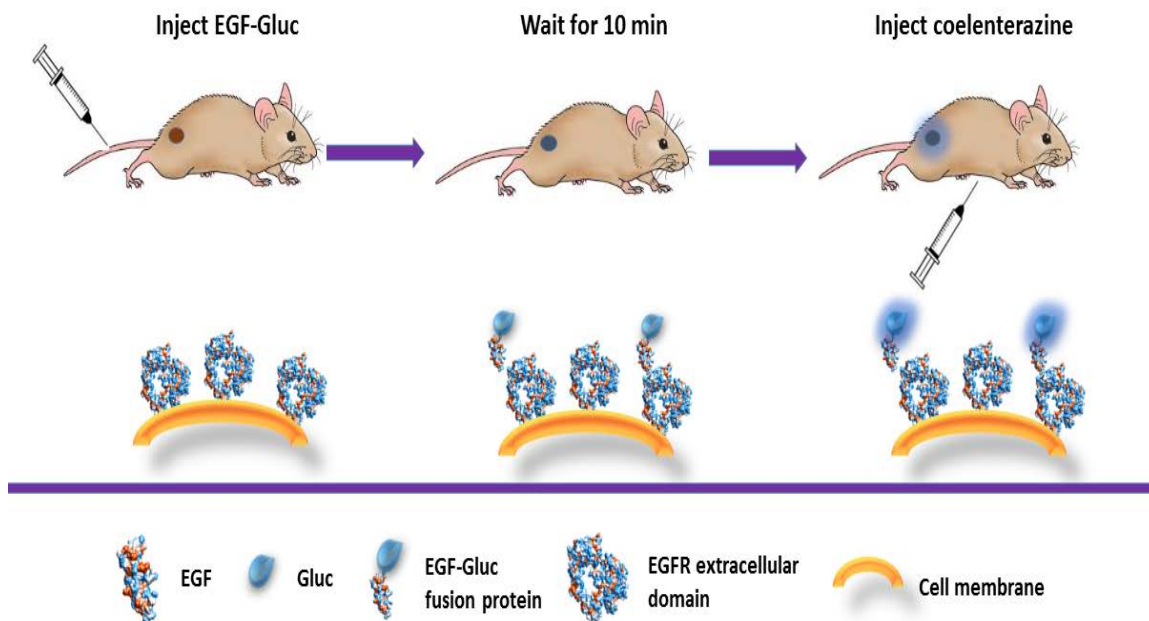 Inject EGF-Gluc
Wait for 10 min
Inject coelenterazine
EGF
Gluc
EGF-Gluc
fusion protein
EGFR extracellular
domain
Cell membrane